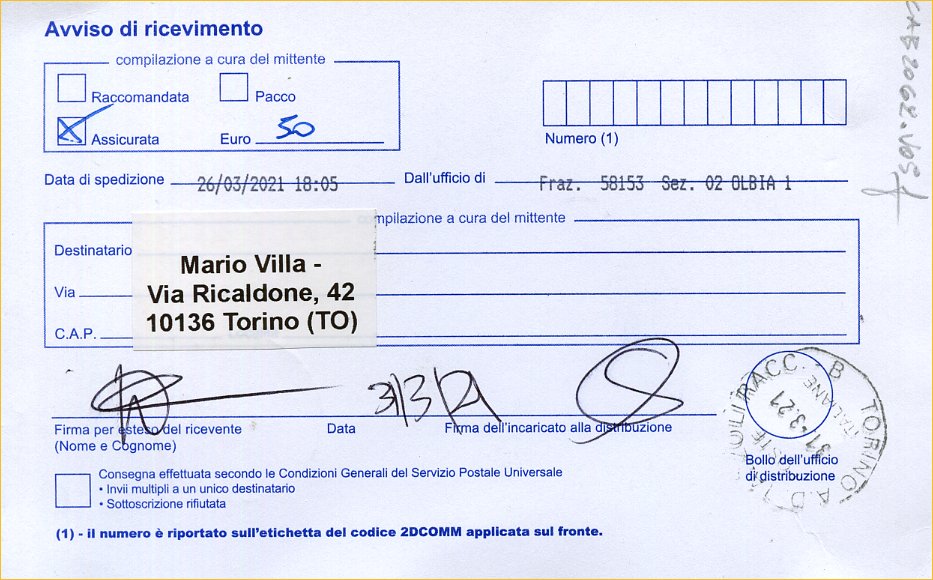 Avviso di ricevimento
compilazione a cura del mittente
Raccomandata
Pacco
Assicurata
Euro 50
Numero (1)
Data di spedizione 26/03/2021 18:05
Dall'ufficio di Fraz. 58153 Sez. 02 OLBIA 1
compilazione a cura del mittente
Destinatario
Via
C.A.P.
Mario Villa -
Via Ricaldone, 42
10136 Torino (TO)
Firma per esteso del ricevente
(Nome e Cognome)
Data
Firma dell'incaricato alla distribuzione
RACC. B TORINO A.D.
31-3-21
Bollo dell'ufficio
di distribuzione
Consegna effettuata secondo le Condizioni Generali del Servizio Postale Universale
• Invii multipli a un unico destinatario
• Sottoscrizione rifiutata
(1) - il numero è riportato sull'etichetta del codice 2DCOMM applicata sul fronte.